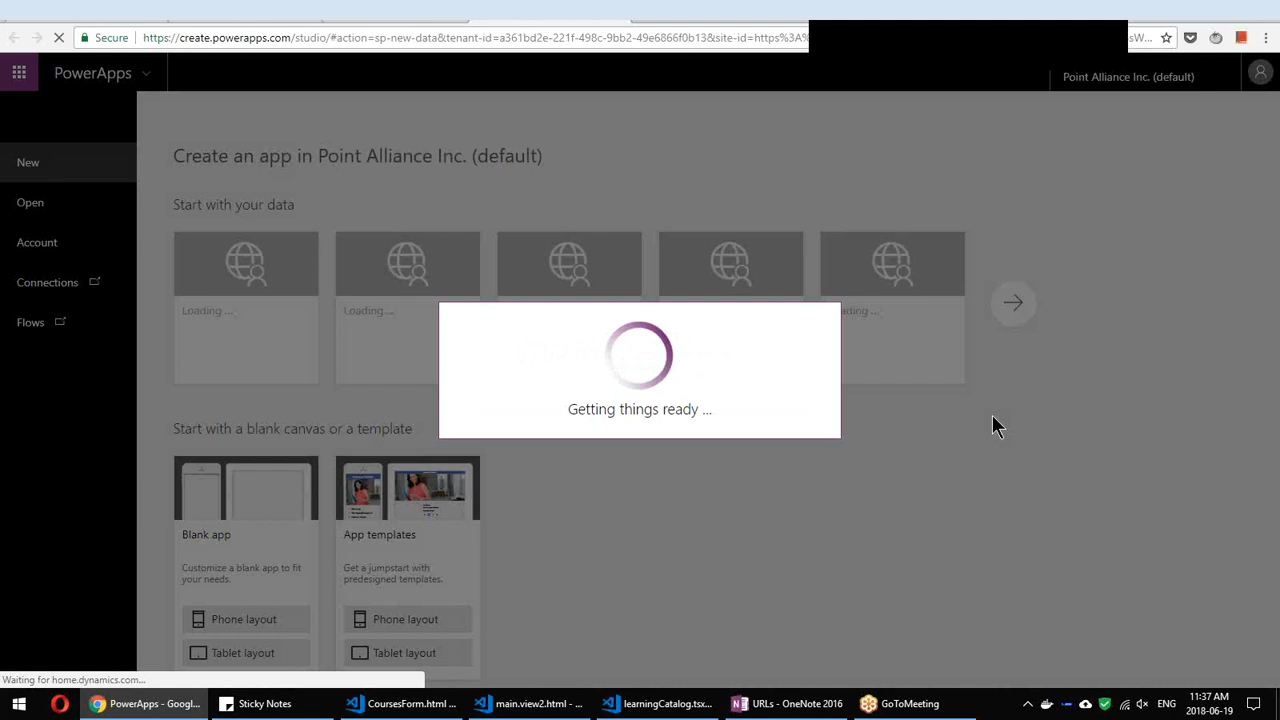 Secure https://create.powerapps.com/studio/#action=sp-new-data&tenant-id=a361bd2e-221f-498c-9bb2-49e6866f0b13&site-id=https%3A% sW...
PowerApps
Point Alliance Inc. (default)
New
Open
Account
Connections
Flows
Create an app in Point Alliance Inc. (default)
Start with your data
Loading ...
Loading ...
ading ...
Getting things ready ...
Start with a blank canvas or a template
Blank app
Customize a blank app to fit
your needs.
Phone layout
Tablet layout
App templates
Get a jumpstart with
predesigned templates.
Phone layout
Tablet layout
Waiting for home.dynamics.com...
PowerApps - Googl...
Sticky Notes
CoursesForm.html ...
main.view2.html - ...
learningCatalog.tsx...
URLs - OneNote 2016
GoToMeeting
ENG
11:37 AM
2018-06-19